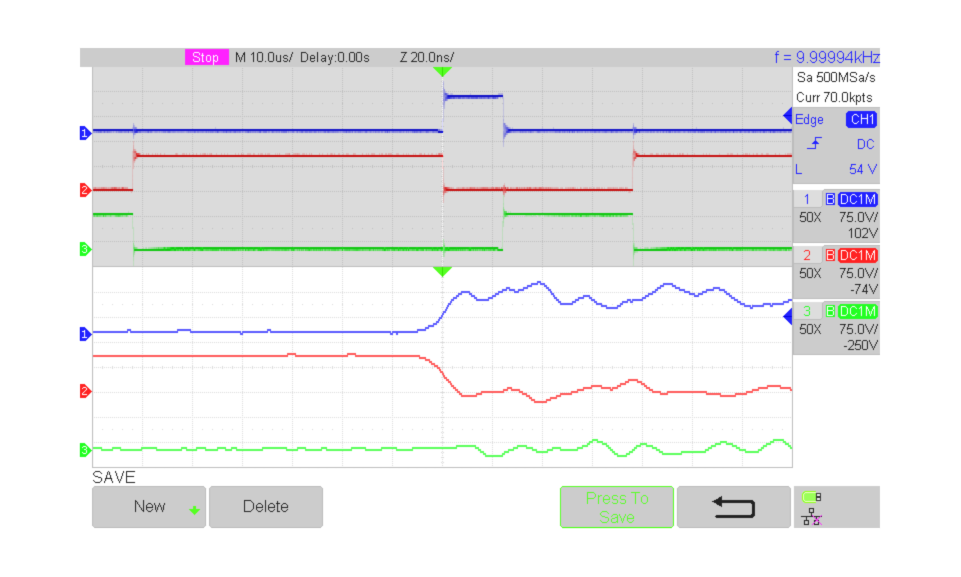 Stop M 10.0us/ Delay:0.00s Z 20.0ns/ f = 9.99994kHz
Sa 500MSa/s
Curr 70.0kpts
Edge CH1
DC
L 54 V
1 B DC1M
50X 75.0V/
102V
2 B DC1M
50X 75.0V/
-74V
3 B DC1M
50X 75.0V/
-250V
1
2
3
1
2
3
SAVE
New Delete Press To
Save